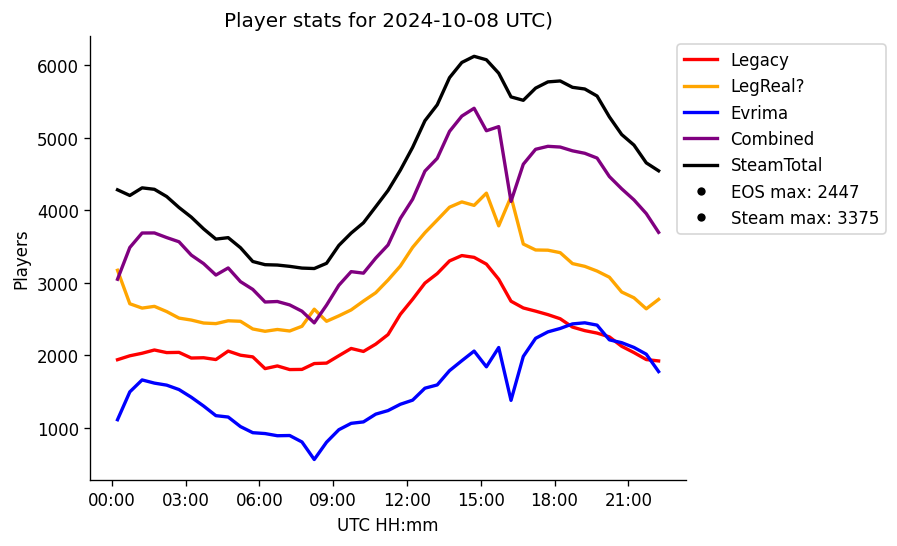 Player stats for 2024-10-08 UTC)
Legacy
LegReal?
Evrima
Combined
SteamTotal
EOS max: 2447
Steam max: 3375
Players
6000
5000
4000
3000
2000
1000
00:00 03:00 06:00 09:00 12:00 15:00 18:00 21:00
UTC HH:mm